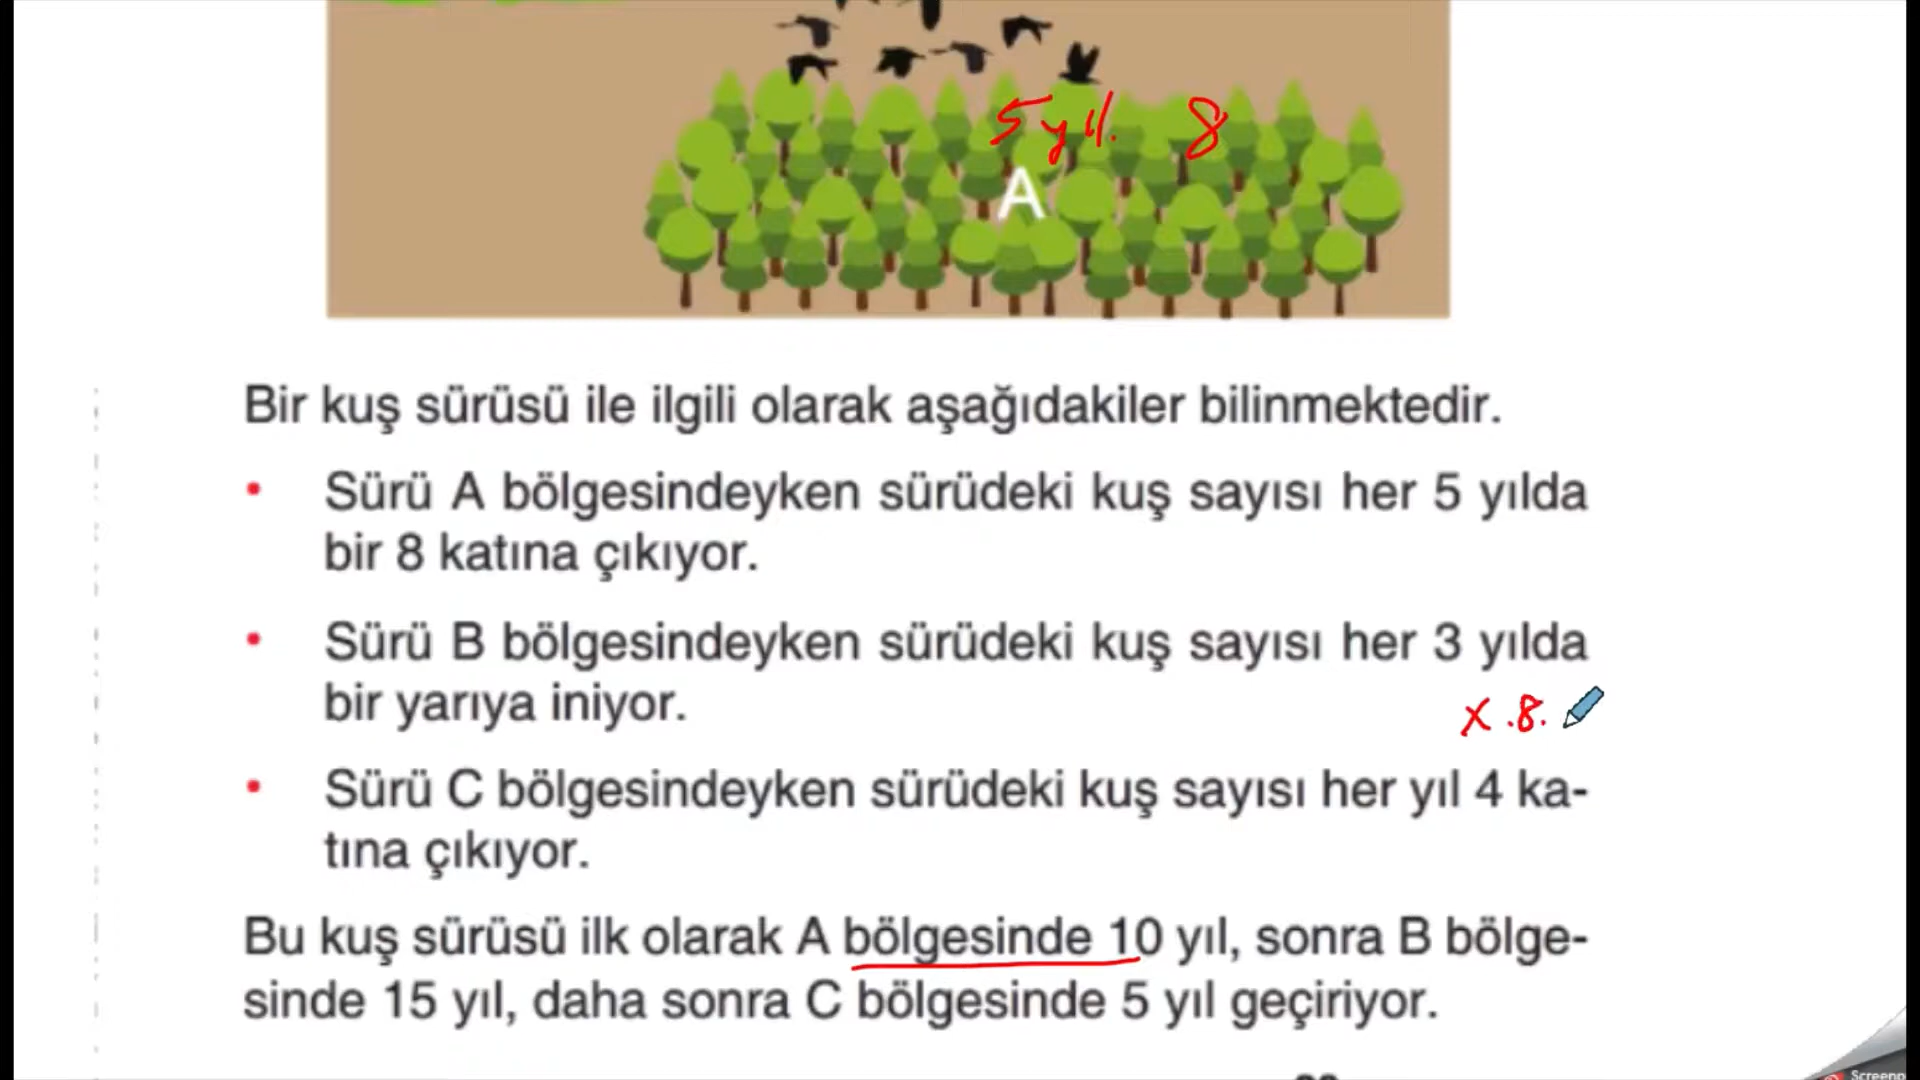 5 yıl. 8
A
Bir kuş sürüsü ile ilgili olarak aşağıdakiler bilinmektedir.
• Sürü A bölgesindeyken sürüdeki kuş sayısı her 5 yılda
bir 8 katına çıkıyor.
• Sürü B bölgesindeyken sürüdeki kuş sayısı her 3 yılda
bir yarıya iniyor.
x .8.
• Sürü C bölgesindeyken sürüdeki kuş sayısı her yıl 4 ka-
tına çıkıyor.
Bu kuş sürüsü ilk olarak A bölgesinde 10 yıl, sonra B bölge-
sinde 15 yıl, daha sonra C bölgesinde 5 yıl geçiriyor.